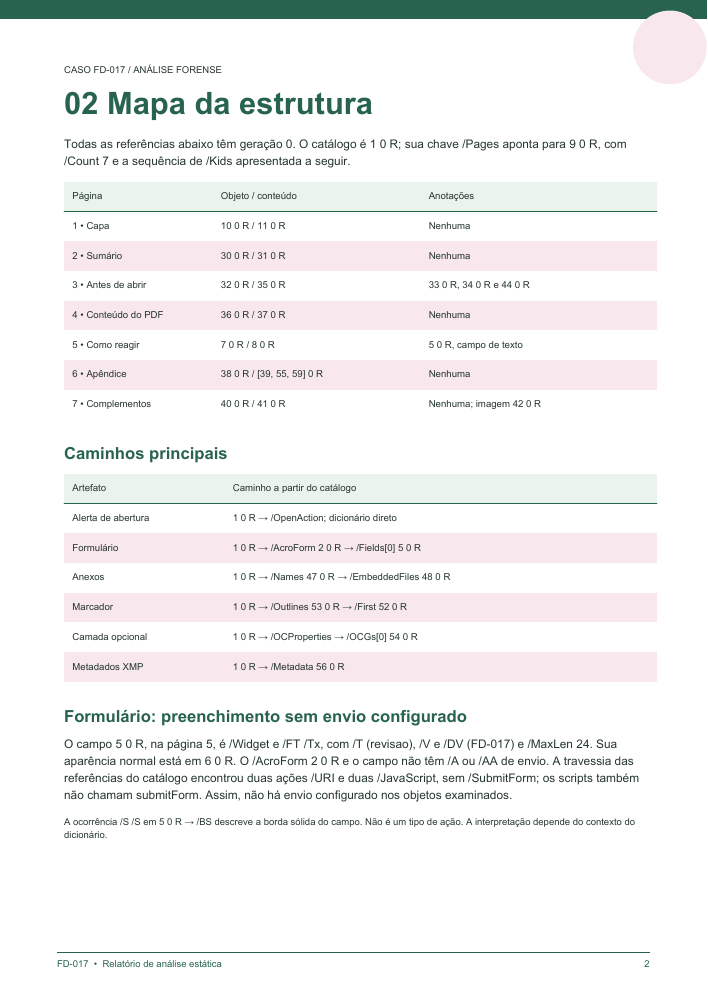 CASO FD-017 / ANÁLISE FORENSE
02 Mapa da estrutura
Todas as referências abaixo têm geração 0. O catálogo é 1 0 R; sua chave /Pages aponta para 9 0 R, com
/Count 7 e a sequência de /Kids apresentada a seguir.
Página Objeto / conteúdo Anotações
1 • Capa 10 0 R / 11 0 R Nenhuma
2 • Sumário 30 0 R / 31 0 R Nenhuma
3 • Antes de abrir 32 0 R / 35 0 R 33 0 R, 34 0 R e 44 0 R
4 • Conteúdo do PDF 36 0 R / 37 0 R Nenhuma
5 • Como reagir 7 0 R / 8 0 R 5 0 R, campo de texto
6 • Apêndice 38 0 R / [39, 55, 59] 0 R Nenhuma
7 • Complementos 40 0 R / 41 0 R Nenhuma; imagem 42 0 R
Caminhos principais
Artefato Caminho a partir do catálogo
Alerta de abertura 1 0 R → /OpenAction; dicionário direto
Formulário 1 0 R → /AcroForm 2 0 R → /Fields[0] 5 0 R
Anexos 1 0 R → /Names 47 0 R → /EmbeddedFiles 48 0 R
Marcador 1 0 R → /Outlines 53 0 R → /First 52 0 R
Camada opcional 1 0 R → /OCProperties → /OCGs[0] 54 0 R
Metadados XMP 1 0 R → /Metadata 56 0 R
Formulário: preenchimento sem envio configurado
O campo 5 0 R, na página 5, é /Widget e /FT /Tx, com /T (revisao), /V e /DV (FD-017) e /MaxLen 24. Sua
aparência normal está em 6 0 R. O /AcroForm 2 0 R e o campo não têm /A ou /AA de envio. A travessia das
referências do catálogo encontrou duas ações /URI e duas /JavaScript, sem /SubmitForm; os scripts também
não chamam submitForm. Assim, não há envio configurado nos objetos examinados.
A ocorrência /S /S em 5 0 R → /BS descreve a borda sólida do campo. Não é um tipo de ação. A interpretação depende do contexto do
dicionário.
FD-017 • Relatório de análise estática 2